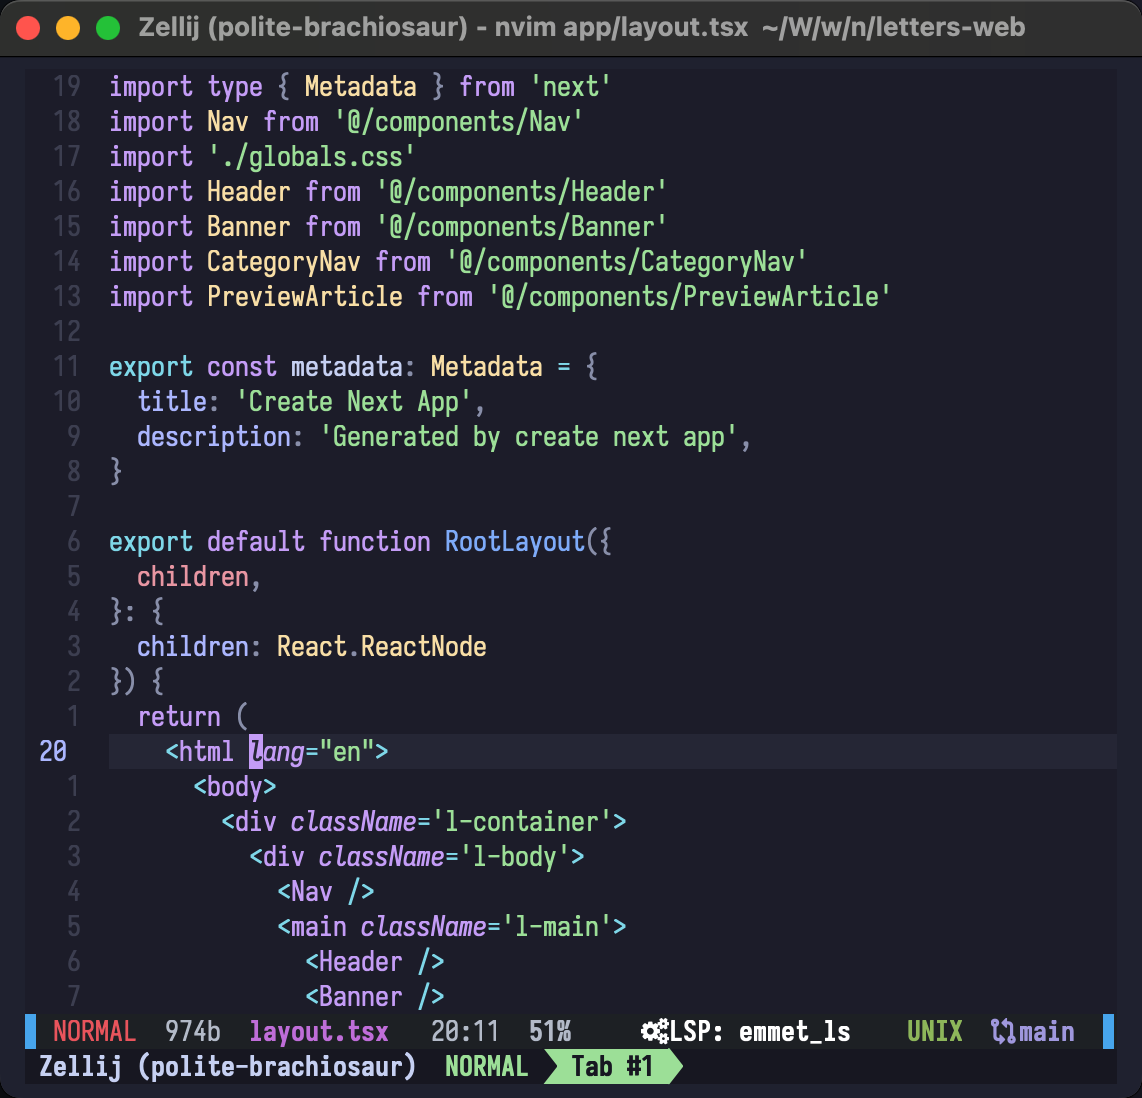 Zellij (polite-brachiosaur) - nvim app/layout.tsx ~/W/w/n/letters-web
19 import type { Metadata } from 'next'
18 import Nav from '@/components/Nav'
17 import './globals.css'
16 import Header from '@/components/Header'
15 import Banner from '@/components/Banner'
14 import CategoryNav from '@/components/CategoryNav'
13 import PreviewArticle from '@/components/PreviewArticle'
12
11 export const metadata: Metadata = {
10   title: 'Create Next App',
9   description: 'Generated by create next app',
8 }
7
6 export default function RootLayout({
5   children,
4 }: {
3   children: React.ReactNode
2 }) {
1   return (
20     <html lang="en">
1       <body>
2         <div className='l-container'>
3           <div className='l-body'>
4             <Nav />
5             <main className='l-main'>
6               <Header />
7               <Banner />
NORMAL 974b layout.tsx 20:11 51% LSP: emmet_ls UNIX main
Zellij (polite-brachiosaur) NORMAL Tab #1